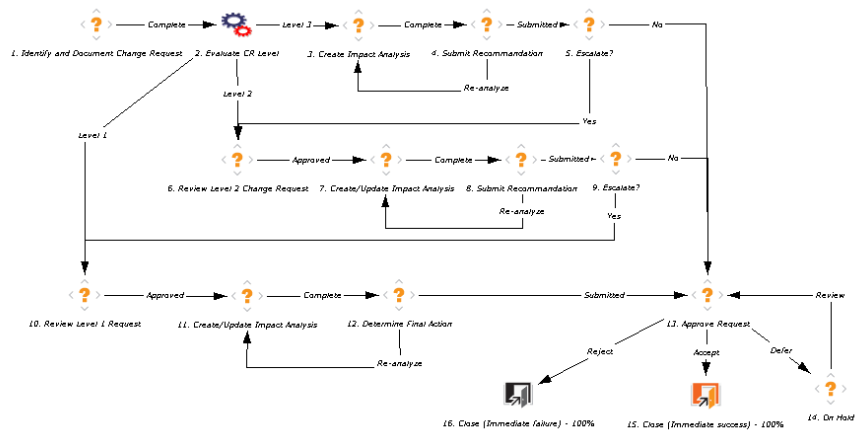 Complete
Level 3
Complete
Submitted
No
1. Identify and Document Change Request
2. Evaluate CR Level
3. Create Impact Analysis
4. Submit Recommandation
5. Escalate?
Re-analyze
Level 2
Yes
Level 1
Approved
Complete
Submitted
No
6. Review Level 2 Change Request
7. Create/Update Impact Analysis
8. Submit Recommandation
9. Escalate?
Re-analyze
Yes
Approved
Complete
Submitted
Review
10. Review Level 1 Request
11. Create/Update Impact Analysis
12. Determine Final Action
13. Approve Request
Re-analyze
Reject
Accept
Defer
14. On Hold
16. Close (Immediate failure) - 100%
15. Close (Immediate success) - 100%